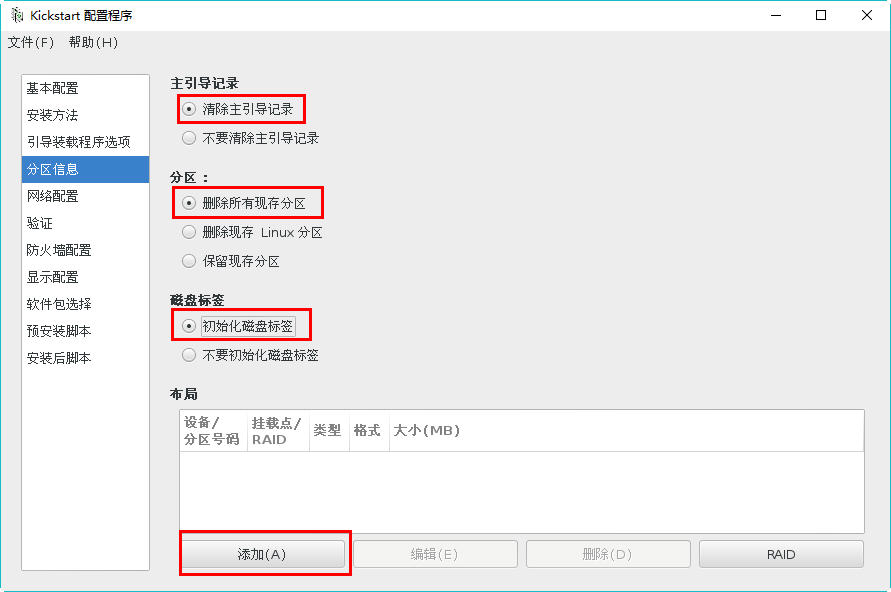 Kickstart 配置程序
文件(F) 帮助(H)
基本配置
安装方法
引导装载程序选项
分区信息
网络配置
验证
防火墙配置
显示配置
软件包选择
预安装脚本
安装后脚本
主引导记录
清除主引导记录
不要清除主引导记录
分区：
删除所有现存分区
删除现存 Linux 分区
保留现存分区
磁盘标签
初始化磁盘标签
不要初始化磁盘标签
布局
设备/
分区号码
挂载点/
RAID
类型
格式
大小(MB)
添加(A)
编辑(E)
删除(D)
RAID